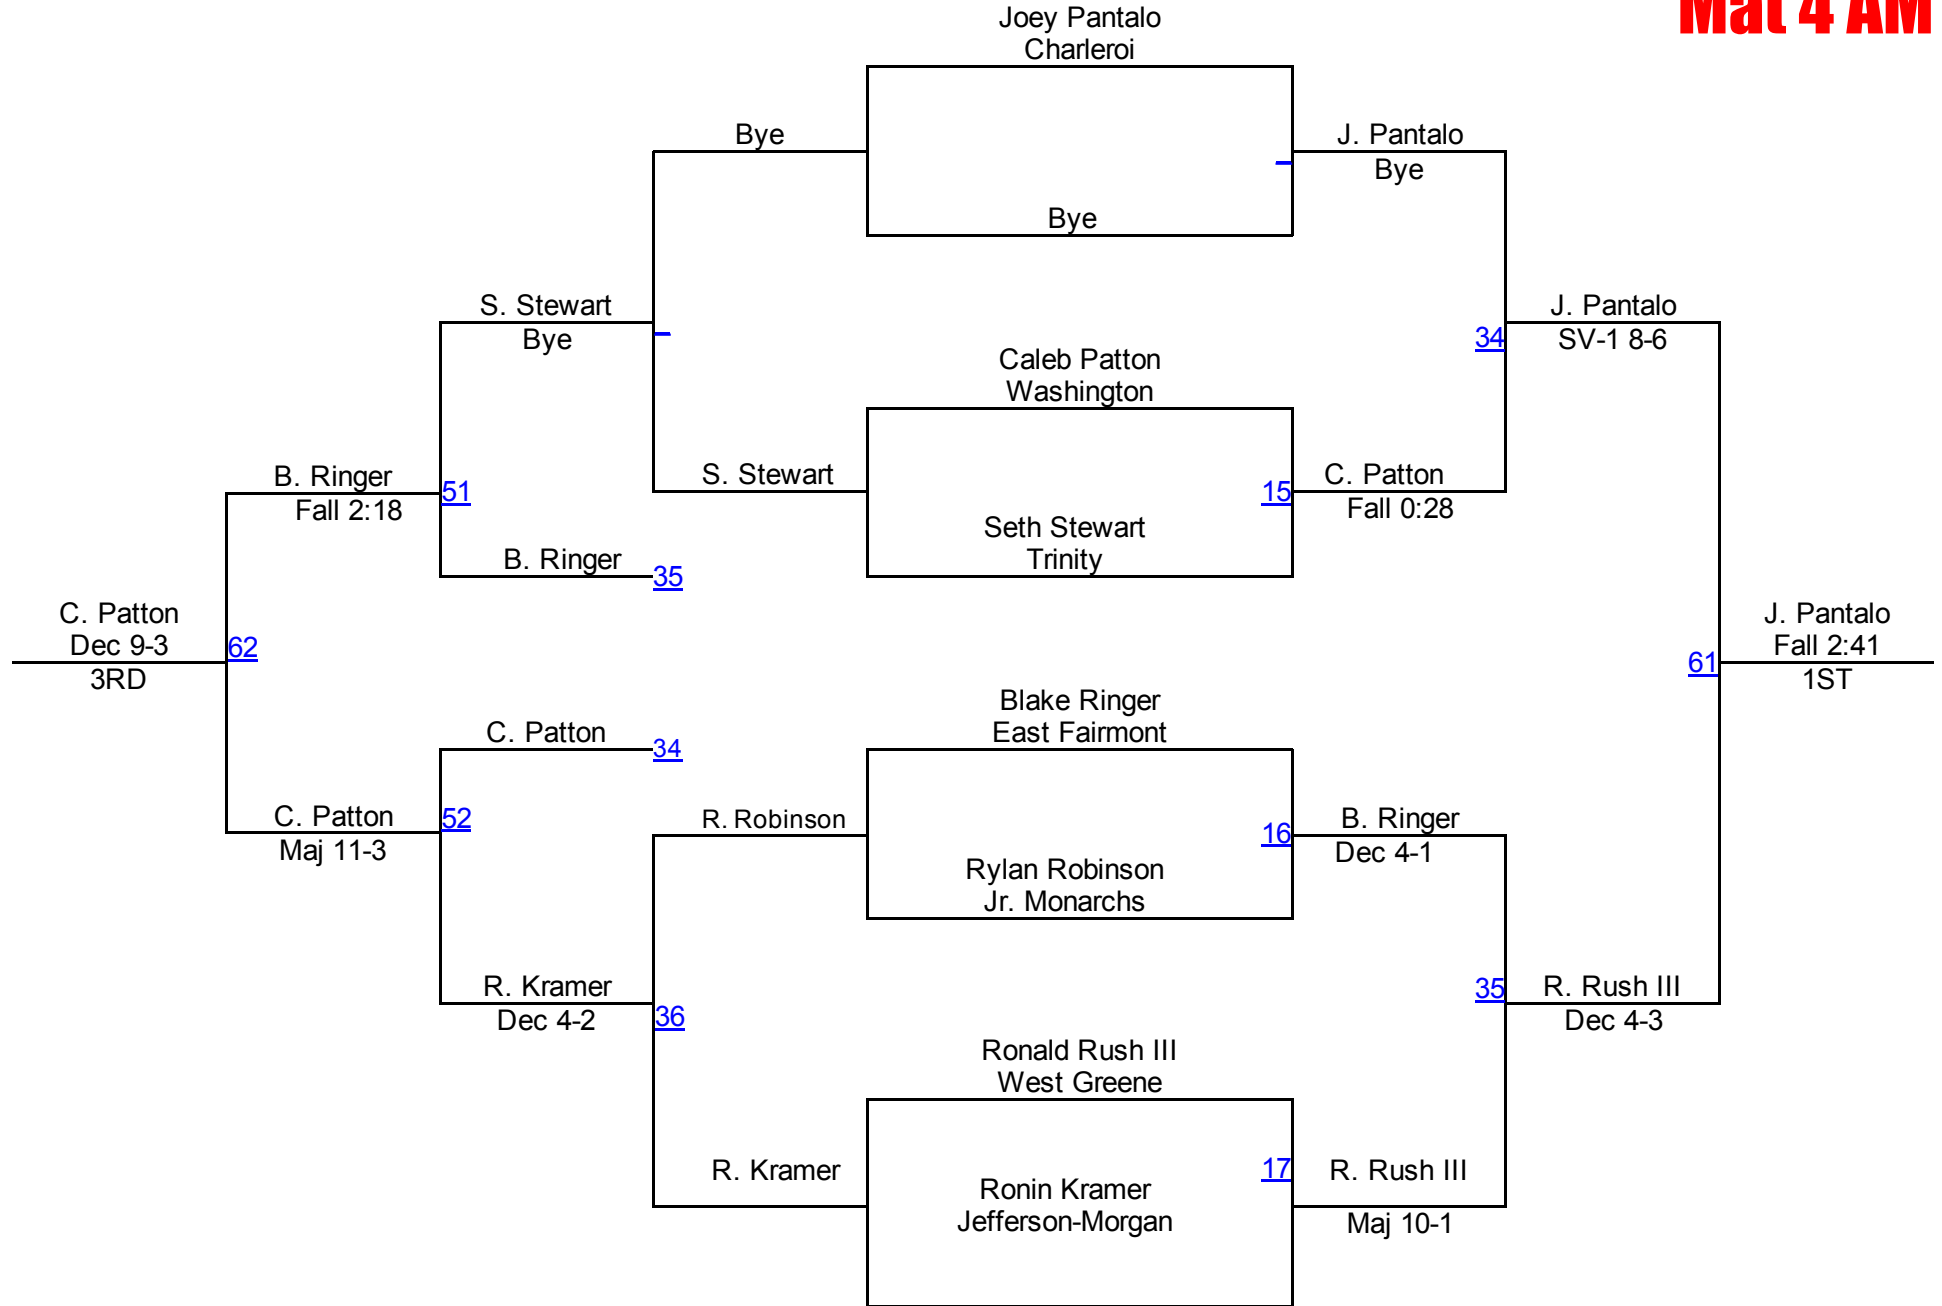 Mat 4 AM
Joey Pantalo
Charleroi
Bye
J. Pantalo
Bye
Bye
S. Stewart
Bye
J. Pantalo
SV-1 8-6
34
Caleb Patton
Washington
B. Ringer
Fall 2:18
51
S. Stewart
15
C. Patton
Fall 0:28
Seth Stewart
Trinity
B. Ringer
35
C. Patton
Dec 9-3
3RD
62
J. Pantalo
Fall 2:41
1ST
61
Blake Ringer
East Fairmont
C. Patton
34
C. Patton
Maj 11-3
52
R. Robinson
16
B. Ringer
Dec 4-1
Rylan Robinson
Jr. Monarchs
R. Kramer
Dec 4-2
36
35
R. Rush III
Dec 4-3
Ronald Rush III
West Greene
R. Kramer
17
R. Rush III
Maj 10-1
Ronin Kramer
Jefferson-Morgan